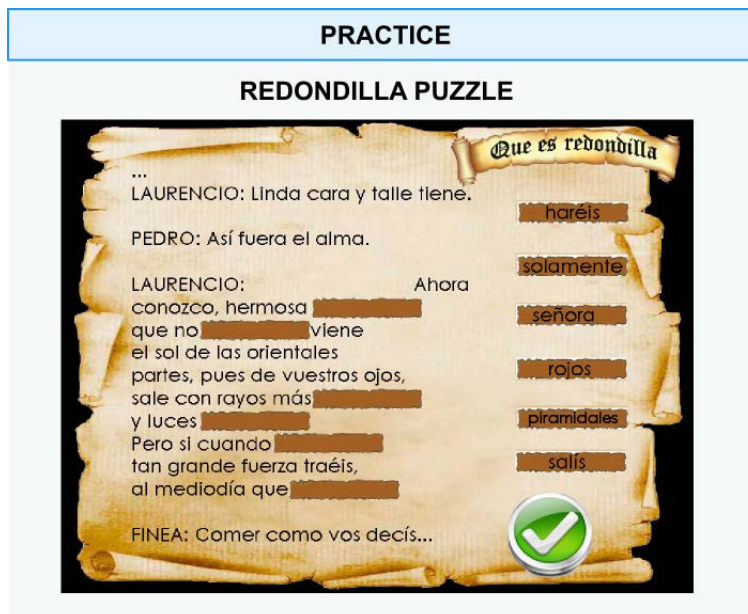 PRACTICE
REDONDILLA PUZZLE
Que es redondilla
...
LAURENCIO: Linda cara y talle tiene.
PEDRO: Así fuera el alma.
LAURENCIO: Ahora
conozco, hermosa
que no viene
el sol de las orientales
partes, pues de vuestros ojos,
sale con rayos más
y luces
Pero si cuando
tan grande fuerza traéis,
al mediodía que
FINEA: Comer como vos decís...
haréis
solamente
señora
rojos
piramidales
salís